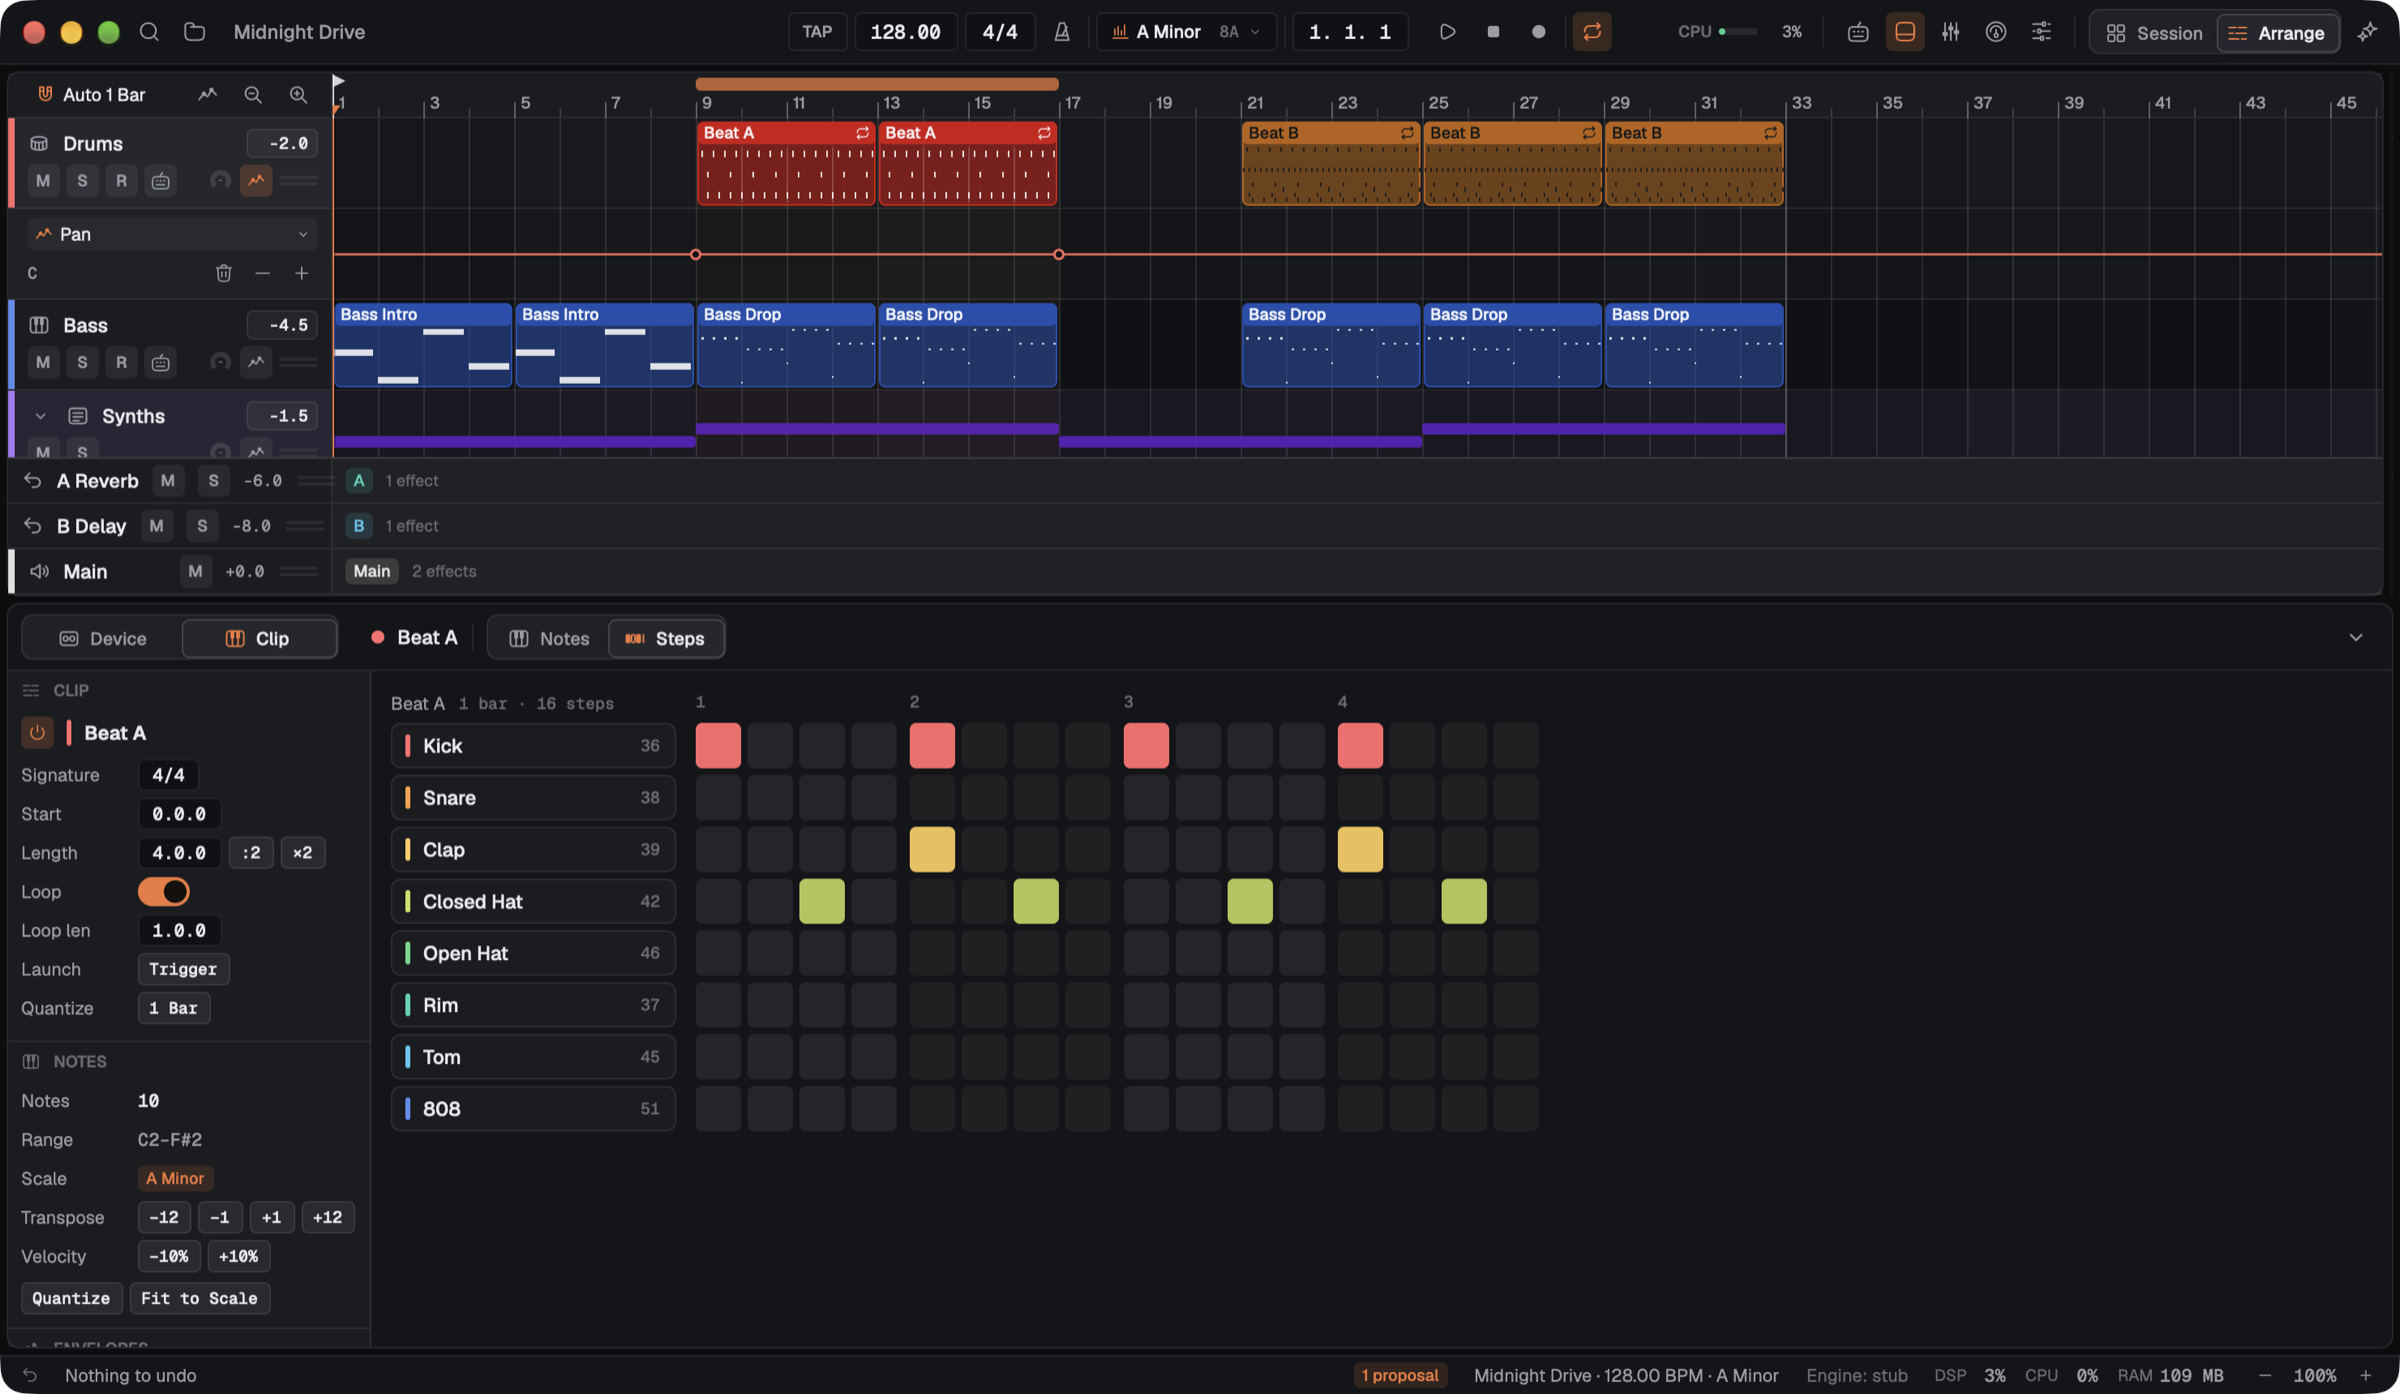 Midnight Drive
TAP 128.00 4/4 A Minor 8A 1. 1. 1 CPU 3% Session Arrange
Auto 1 Bar
1 3 5 7 9 11 13 15 17 19 21 23 25 27 29 31 33 35 37 39 41 43 45
Drums -2.0
M S R
Beat A Beat A Beat B Beat B Beat B
Pan
C
Bass -4.5
M S R
Bass Intro Bass Intro Bass Drop Bass Drop Bass Drop Bass Drop Bass Drop
Synths -1.5
M S
A Reverb M S -6.0 A 1 effect
B Delay M S -8.0 B 1 effect
Main M +0.0 Main 2 effects
Device Clip Beat A Notes Steps
CLIP
Beat A
Signature 4/4
Start 0.0.0
Length 4.0.0 :2 ×2
Loop
Loop len 1.0.0
Launch Trigger
Quantize 1 Bar
NOTES
Notes 10
Range C2–F#2
Scale A Minor
Transpose −12 −1 +1 +12
Velocity −10% +10%
Quantize Fit to Scale
ENVELOPES
Beat A 1 bar · 16 steps 1 2 3 4
Kick 36
Snare 38
Clap 39
Closed Hat 42
Open Hat 46
Rim 37
Tom 45
808 51
Nothing to undo
1 proposal Midnight Drive · 128.00 BPM · A Minor Engine: stub DSP 3% CPU 0% RAM 109 MB − 100% +